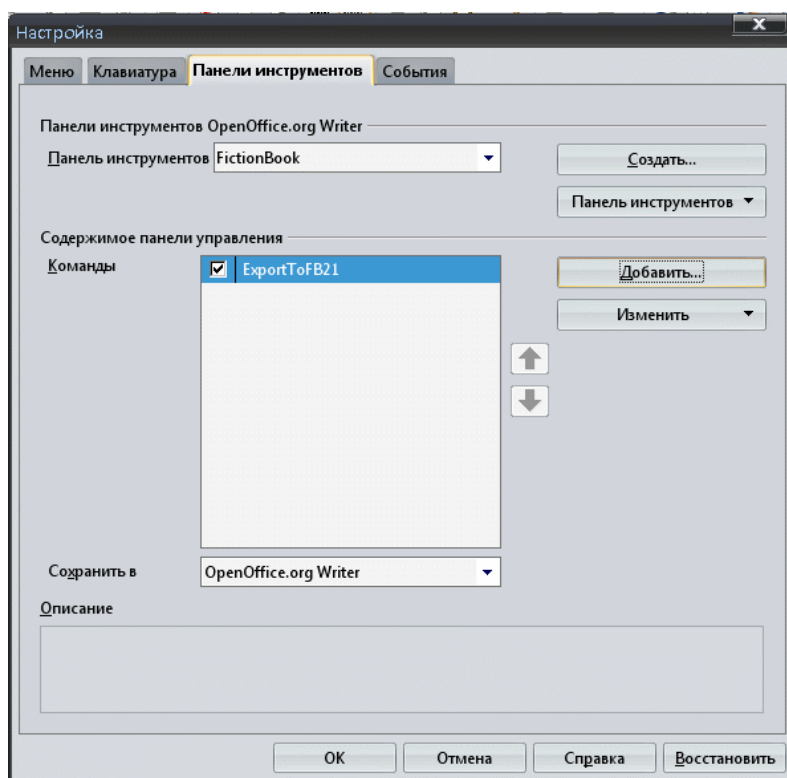 Настройка
Меню Клавиатура Панели инструментов События
Панели инструментов OpenOffice.org Writer
Панель инструментов FictionBook Создать...
Панель инструментов
Содержимое панели управления
Команды ExportToFB21 Добавить...
Изменить
Сохранить в OpenOffice.org Writer
Описание
OK Отмена Справка Восстановить